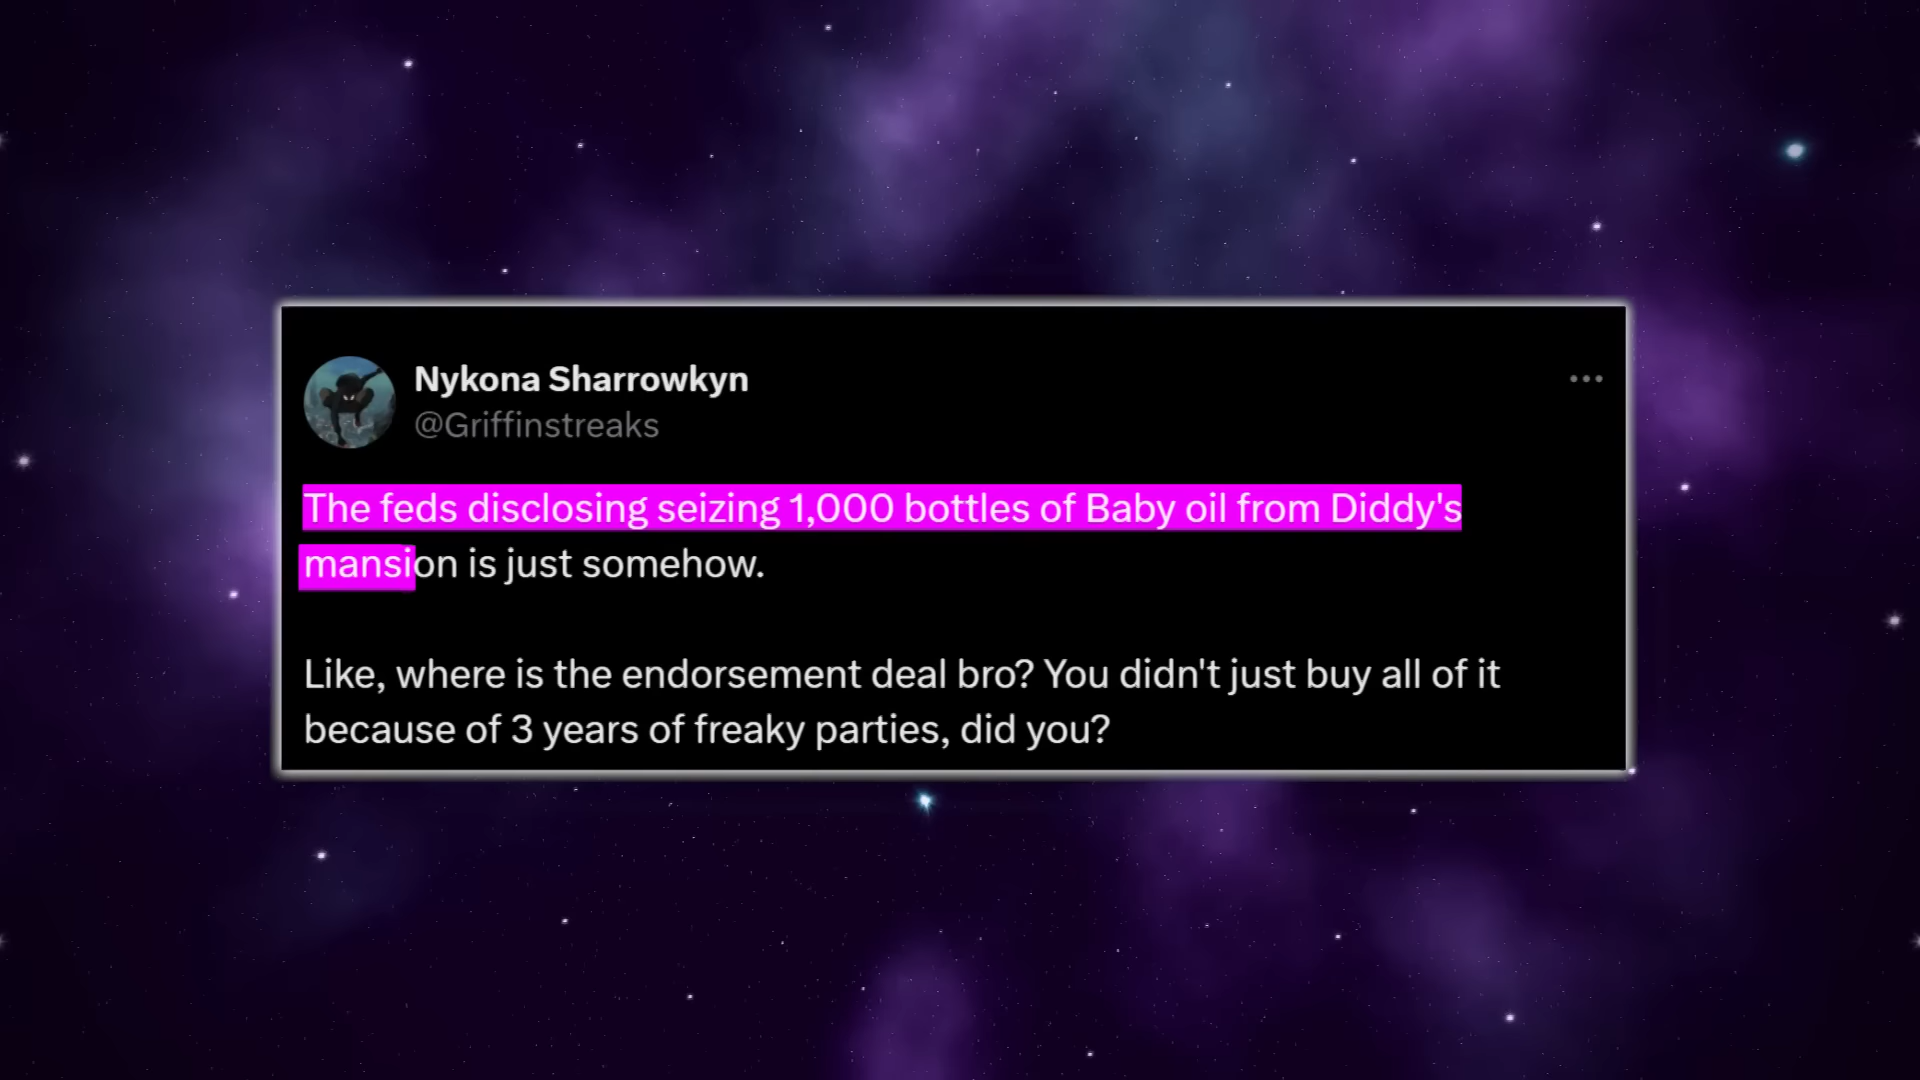 Nykona Sharrowkyn
@Griffinstreaks
The feds disclosing seizing 1,000 bottles of Baby oil from Diddy's
mansion is just somehow.
Like, where is the endorsement deal bro? You didn't just buy all of it
because of 3 years of freaky parties, did you?